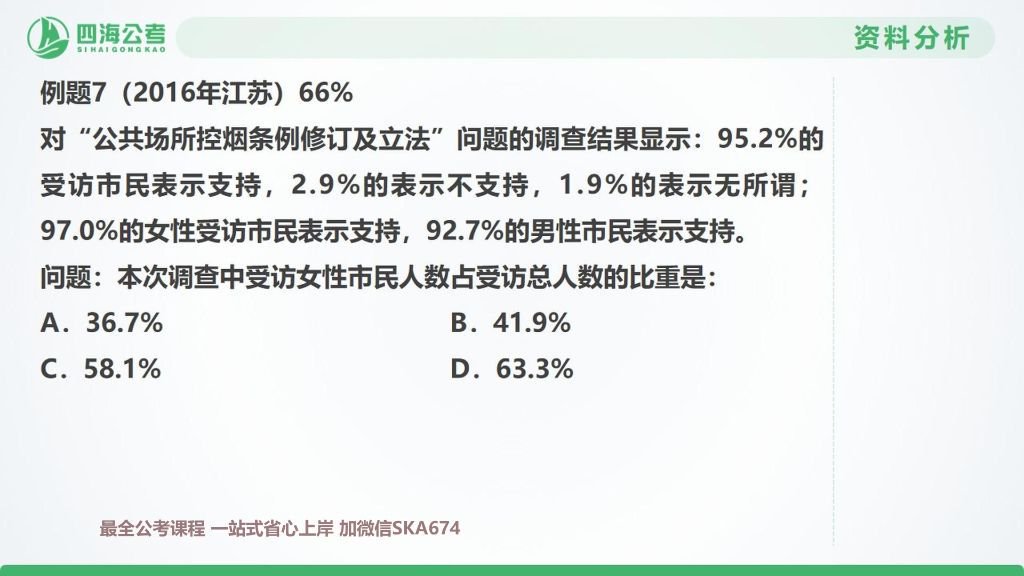 四海公考
SIHAIGONGKAO
资料分析
例题7（2016年江苏）66%
对“公共场所控烟条例修订及立法”问题的调查结果显示：95.2%的
受访市民表示支持，2.9%的表示不支持，1.9%的表示无所谓；
97.0%的女性受访市民表示支持，92.7%的男性市民表示支持。
问题：本次调查中受访女性市民人数占受访总人数的比重是：
A．36.7% B．41.9%
C．58.1% D．63.3%
最全公考课程 一站式省心上岸 加微信SKA674